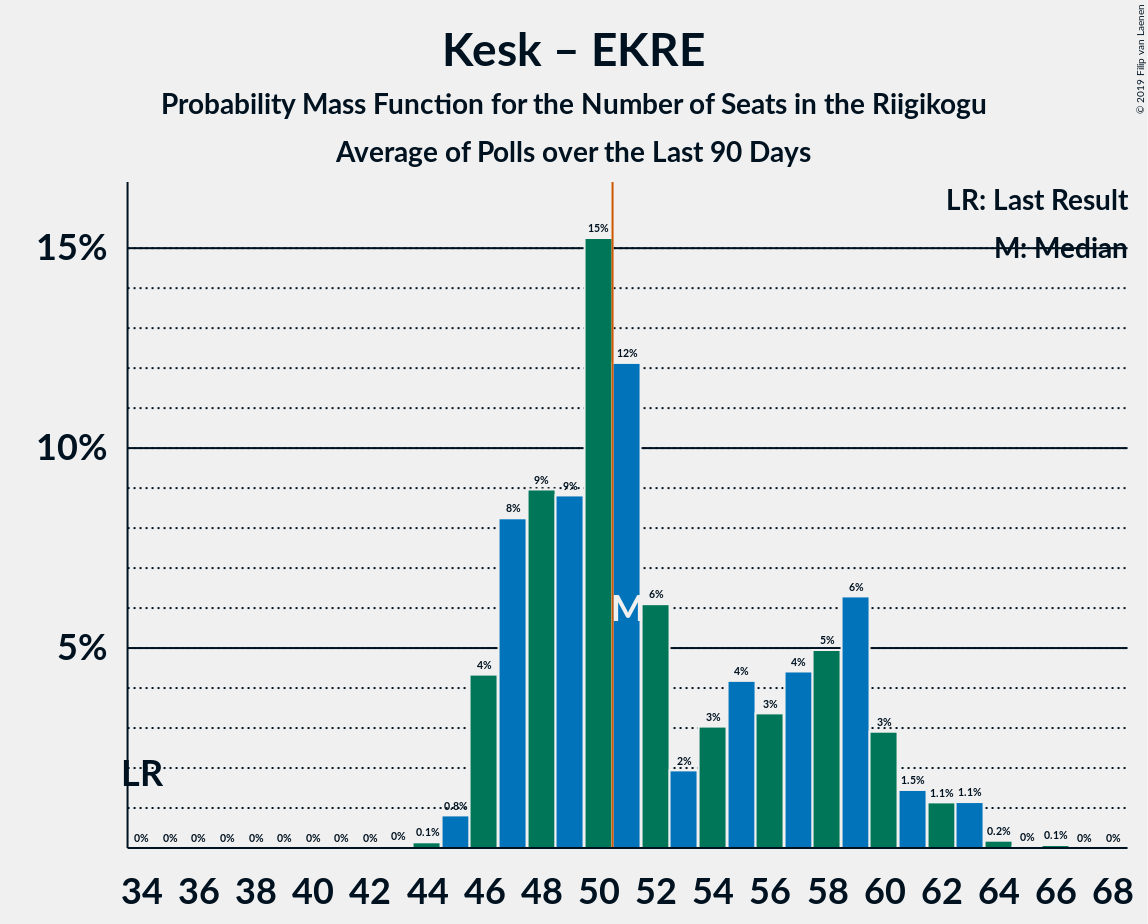 Kesk – EKRE
Probability Mass Function for the Number of Seats in the Riigikogu
Average of Polls over the Last 90 Days
© 2019 Filip van Laenen
LR: Last Result
M: Median
15%
10%
5%
LR
M
0% 0% 0% 0% 0% 0% 0% 0% 0% 0% 0.1% 0.8% 4% 8% 9% 9% 15% 12% 6% 2% 3% 4% 3% 4% 5% 6% 3% 1.5% 1.1% 1.1% 0.2% 0% 0.1% 0% 0%
34 36 38 40 42 44 46 48 50 52 54 56 58 60 62 64 66 68